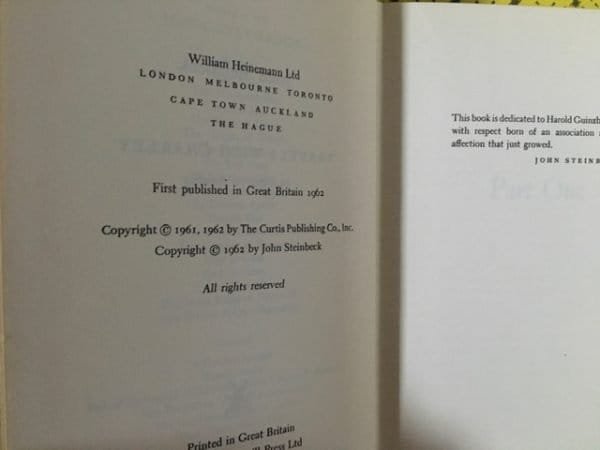 William Heinemann Ltd
LONDON MELBOURNE TORONTO
CAPE TOWN AUCKLAND
THE HAGUE
First published in Great Britain 1962
Copyright © 1961, 1962 by The Curtis Publishing Co., Inc.
Copyright © 1962 by John Steinbeck
All rights reserved
Printed in Great Britain
Press Ltd
This book is dedicated to Harold
with respect born of an association
affection that just growed.
JOHN
Part One